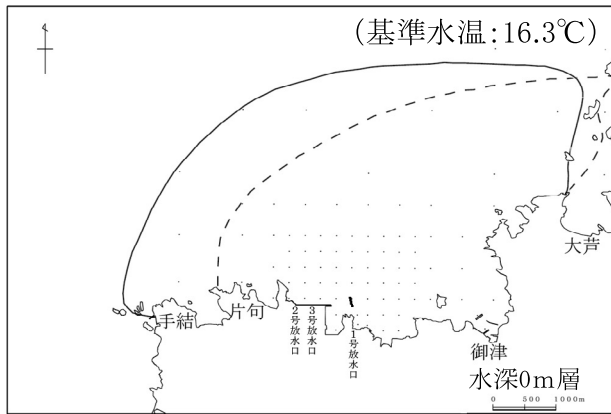 (基準水温:16.3℃)
大芦
手結
片句
2号放水口
3号放水口
1号放水口
御津
水深0m層
0 500 1000m